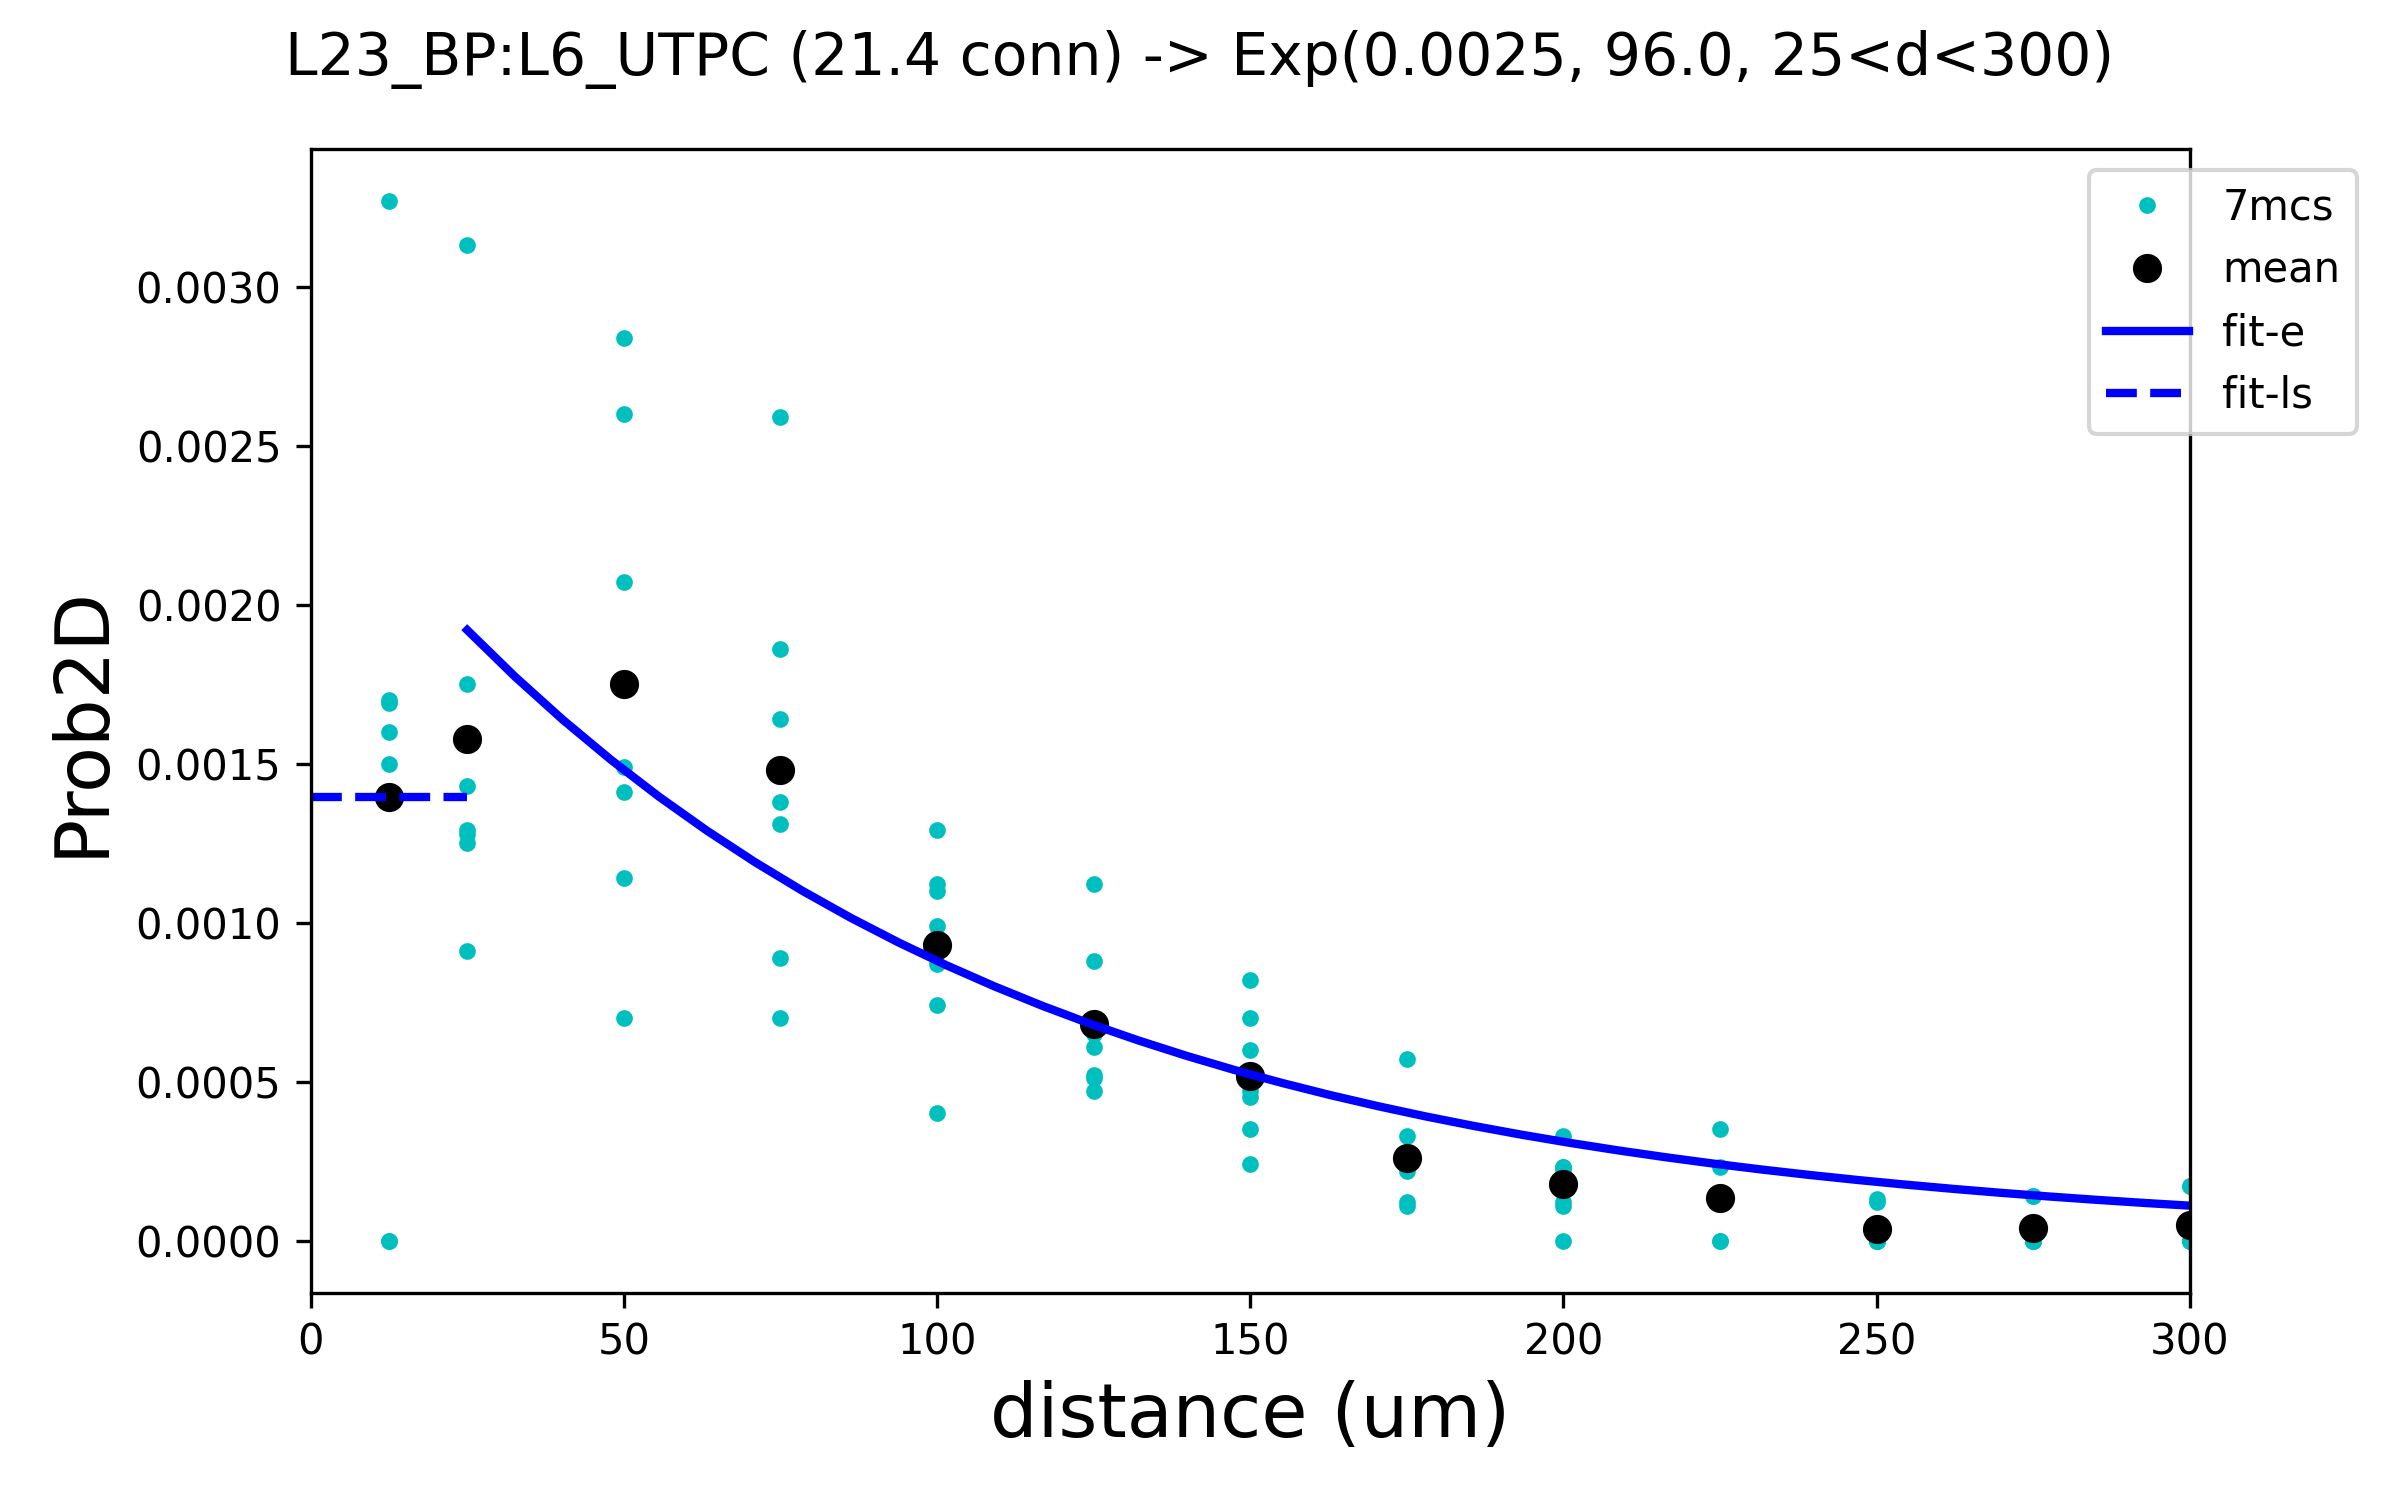 L23_BP:L6_UTPC (21.4 conn) -> Exp(0.0025, 96.0, 25<d<300)
7mcs
mean
fit-e
fit-ls
Prob2D
0.0030
0.0025
0.0020
0.0015
0.0010
0.0005
0.0000
0 50 100 150 200 250 300
distance (um)